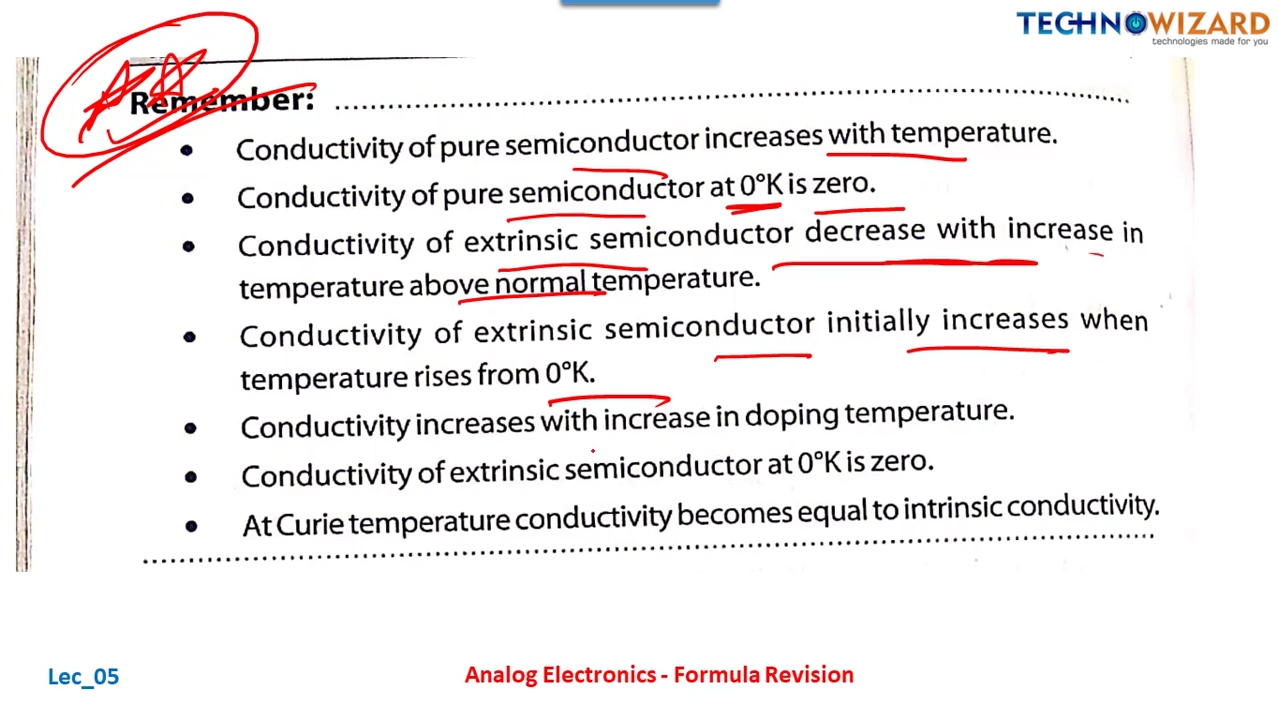 TECHNOWIZARD
technologies made for you
Remember:
• Conductivity of pure semiconductor increases with temperature.
• Conductivity of pure semiconductor at 0°K is zero.
• Conductivity of extrinsic semiconductor decrease with increase in
temperature above normal temperature.
• Conductivity of extrinsic semiconductor initially increases when
temperature rises from 0°K.
• Conductivity increases with increase in doping temperature.
• Conductivity of extrinsic semiconductor at 0°K is zero.
• At Curie temperature conductivity becomes equal to intrinsic conductivity.
Lec_05
Analog Electronics - Formula Revision